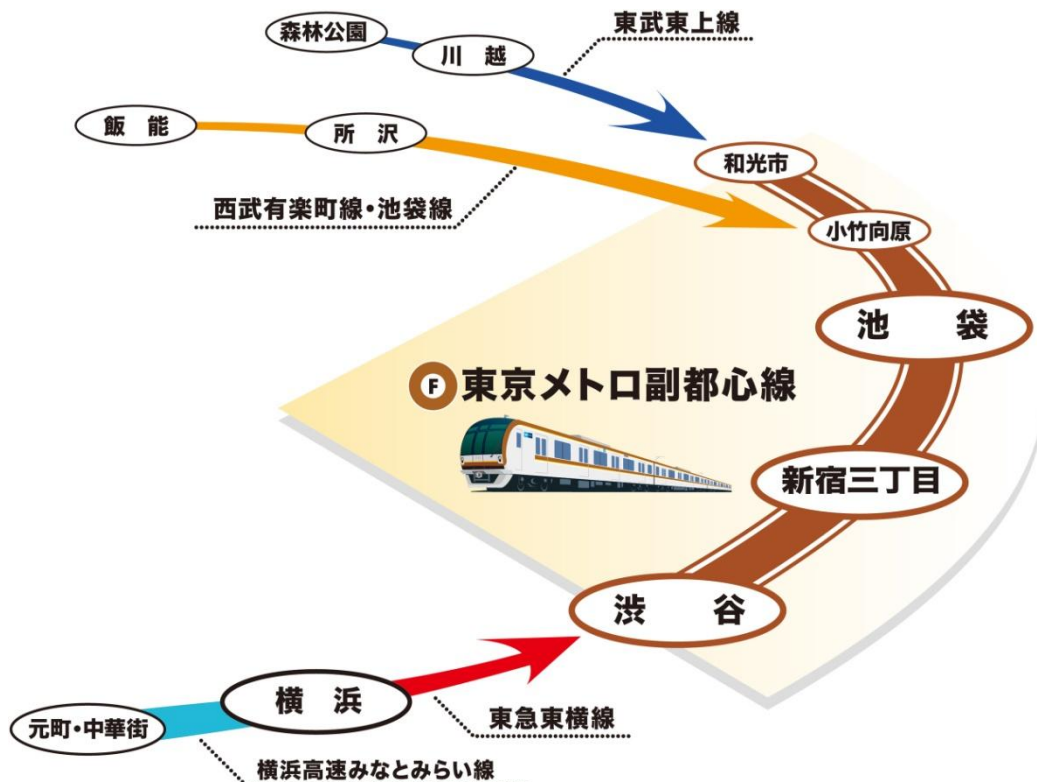 森林公園
川越
東武東上線
飯能
所沢
和光市
西武有楽町線・池袋線
小竹向原
池袋
F 東京メトロ副都心線
新宿三丁目
渋谷
横浜
元町・中華街
東急東横線
横浜高速みなとみらい線